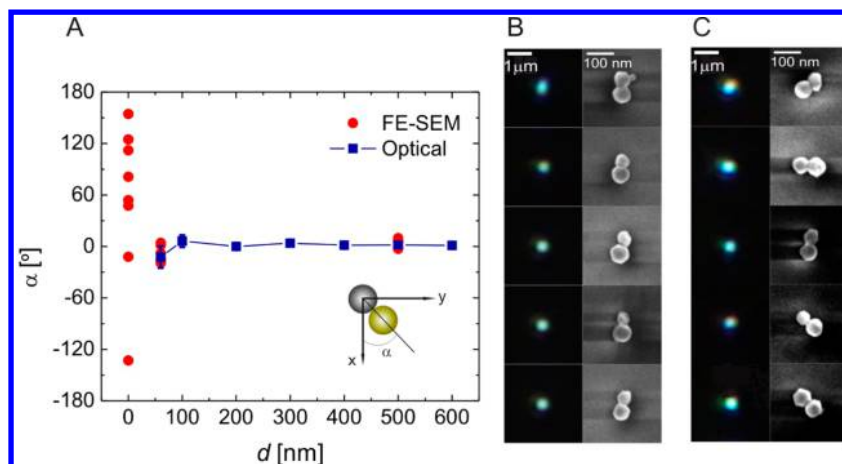 A
B
C
α [°]
180
120
60
0
-60
-120
-180
FE-SEM
Optical
y
x
α
0
100
200
300
400
500
600
d [nm]
1μm
100 nm
1μm
100 nm